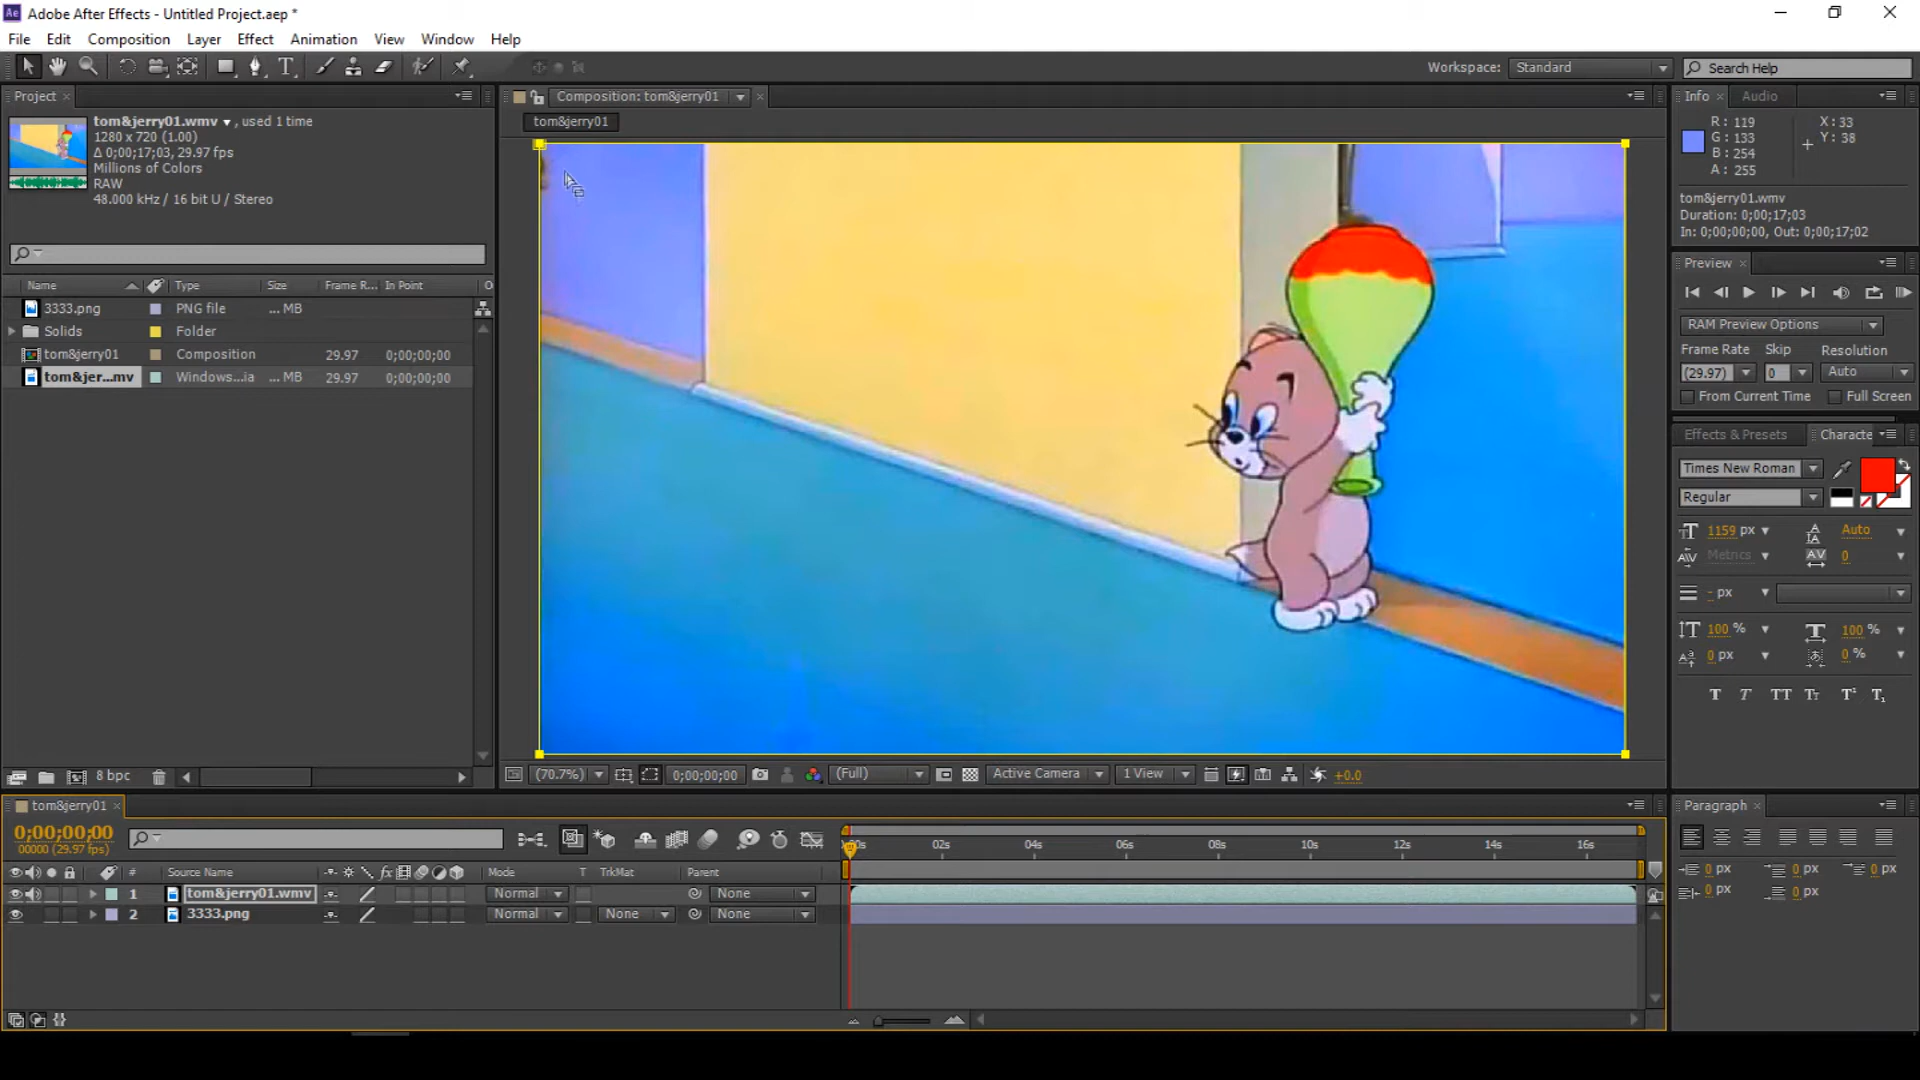 Adobe After Effects - Untitled Project.aep *
File Edit Composition Layer Effect Animation View Window Help
Workspace: Standard Search Help
Project
tom&jerry01.wmv , used 1 time
1280 x 720 (1.00)
Δ 0;00;17;03, 29.97 fps
Millions of Colors
RAW
48.000 kHz / 16 bit U / Stereo
Name Type Size Frame R... In Point
3333.png PNG file ... MB
Solids Folder
tom&jerry01 Composition 29.97 0;00;00;00
tom&jer...mv Windows...ia ... MB 29.97 0;00;00;00
8 bpc
Composition: tom&jerry01
tom&jerry01
(70.7%) 0;00;00;00 (Full) Active Camera 1 View +0.0
Info Audio
R: 119 X: 33
G: 133 Y: 38
B: 254
A: 255
tom&jerry01.wmv
Duration: 0;00;17;03
In: 0;00;00;00, Out: 0;00;17;02
Preview
RAM Preview Options
Frame Rate Skip Resolution
(29.97) 0 Auto
From Current Time Full Screen
Effects & Presets Characte
Times New Roman
Regular
1159 px Auto
Metrics 0
- px
100 % 100 %
0 px 0 %
T T TT Tт T¹ T₁
Paragraph
0 px 0 px 0 px
0 px 0 px
tom&jerry01
0;00;00;00
00000 (29.97 fps)
02s 04s 06s 08s 10s 12s 14s 16s
# Source Name Mode T TrkMat Parent
1 tom&jerry01.wmv Normal None
2 3333.png Normal None None